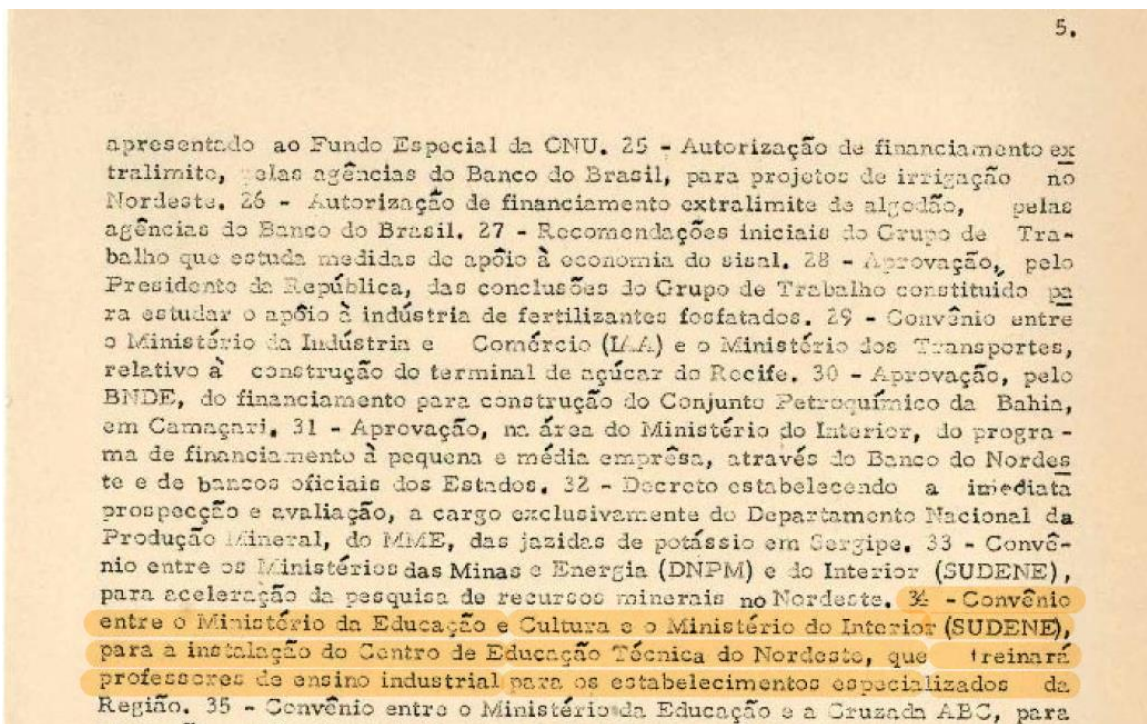 5.
apresentado ao Fundo Especial da ONU. 25 - Autorização de financiamento ex
tralimite, pelas agências do Banco do Brasil, para projetos de irrigação no
Nordeste. 26 - Autorização de financiamento extralimite de algodão, pelas
agências do Banco do Brasil. 27 - Recomendações iniciais do Grupo de Tra-
balho que estuda medidas de apôio à economia do sisal. 28 - Aprovação, pelo
Presidente da República, das conclusões do Grupo de Trabalho constituido pa
ra estudar o apôio à indústria de fertilizantes fosfatados. 29 - Convênio entre
o Ministério da Indústria e Comércio (IAA) e o Ministério dos Transportes,
relativo à construção do terminal de açúcar do Recife. 30 - Aprovação, pelo
BNDE, do financiamento para construção do Conjunto Petroquímico da Bahia,
em Camaçari. 31 - Aprovação, na área do Ministério do Interior, do progra -
ma de financiamento à pequena e média emprêsa, através do Banco do Nordes
te e de bancos oficiais dos Estados. 32 - Decreto estabelecendo a imediata
prospecção e avaliação, a cargo exclusivamente do Departamento Nacional da
Produção Mineral, do MME, das jazidas de potássio em Sergipe. 33 - Convê-
nio entre os Ministérios das Minas e Energia (DNPM) e do Interior (SUDENE),
para aceleração da pesquisa de recursos minerais no Nordeste. 34 - Convênio
entre o Ministério da Educação e Cultura e o Ministério do Interior (SUDENE),
para a instalação do Centro de Educação Técnica do Nordeste, que treinará
professores de ensino industrial para os estabelecimentos especializados da
Região. 35 - Convênio entre o Ministério da Educação e a Cruzada ABC, para